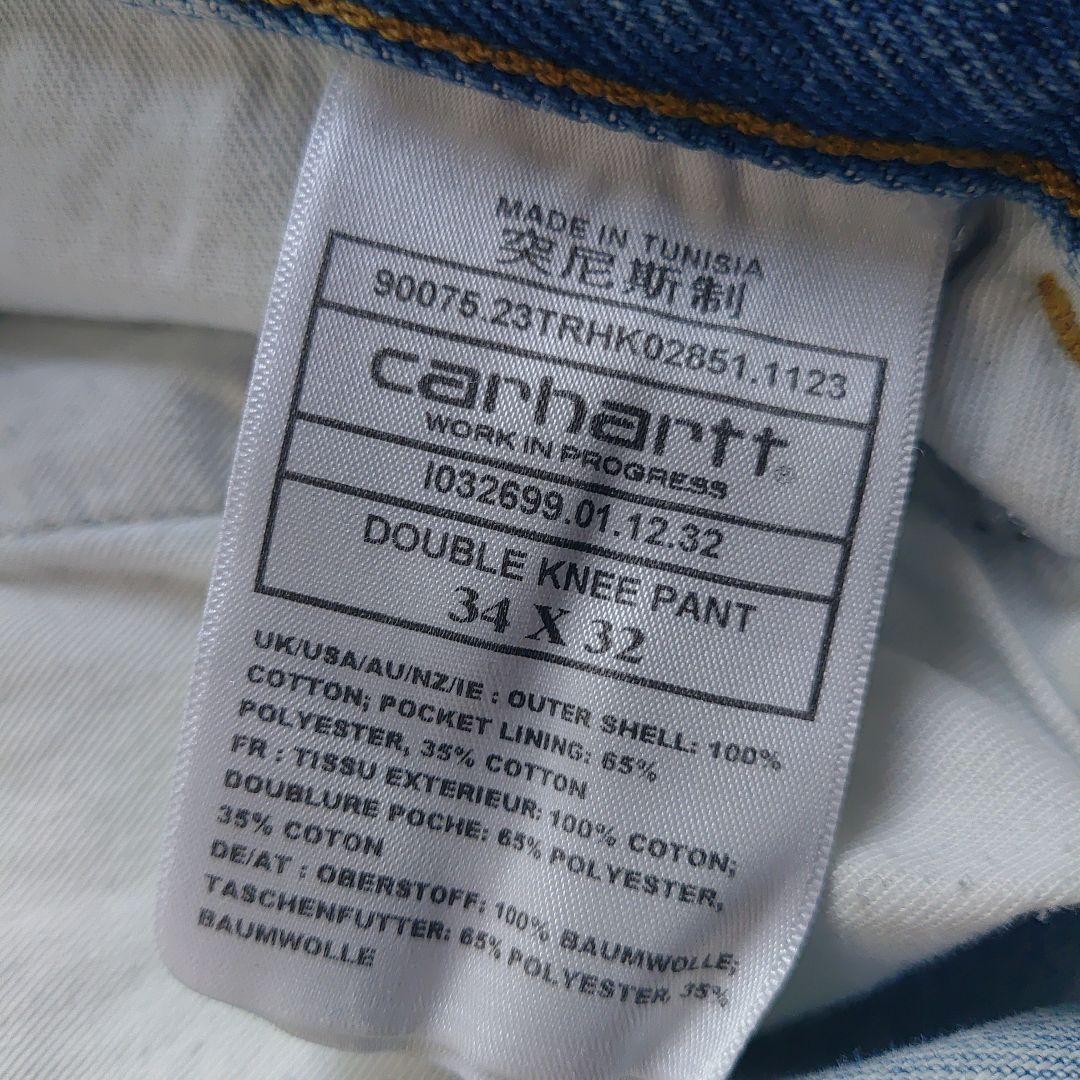 MADE IN TUNISIA
突尼斯制
90075.23TRHK02851.1123
carhartt®
WORK IN PROGRESS
I032699.01.12.32
DOUBLE KNEE PANT
34 X 32
UK/USA/AU/NZ/IE : OUTER SHELL: 100%
COTTON; POCKET LINING: 65%
POLYESTER, 35% COTTON
FR : TISSU EXTERIEUR: 100% COTON;
DOUBLURE POCHE: 65% POLYESTER,
35% COTON
DE/AT : OBERSTOFF: 100% BAUMWOLLE;
TASCHENFUTTER: 65% POLYESTER, 35%
BAUMWOLLE